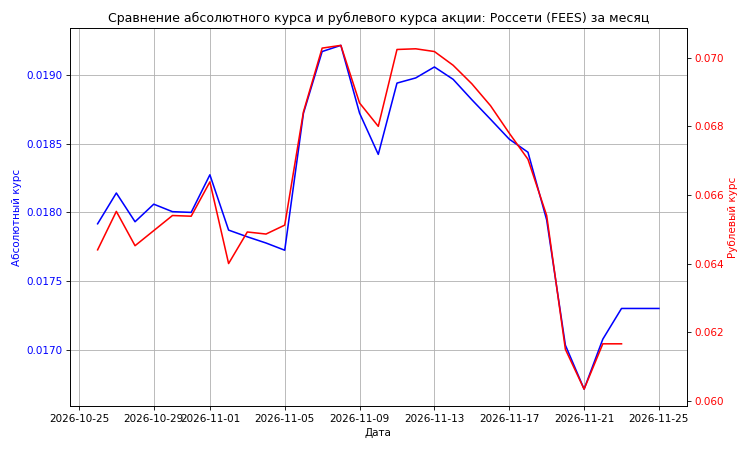 Сравнение абсолютного курса и рублевого курса акции: Россети (FEES) за месяц
0.0190
0.0185
0.0180
0.0175
0.0170
Абсолютный курс
0.070
0.068
0.066
0.064
0.062
0.060
Рублевый курс
2026-10-25 2026-10-29 2026-11-01 2026-11-05 2026-11-09 2026-11-13 2026-11-17 2026-11-21 2026-11-25
Дата